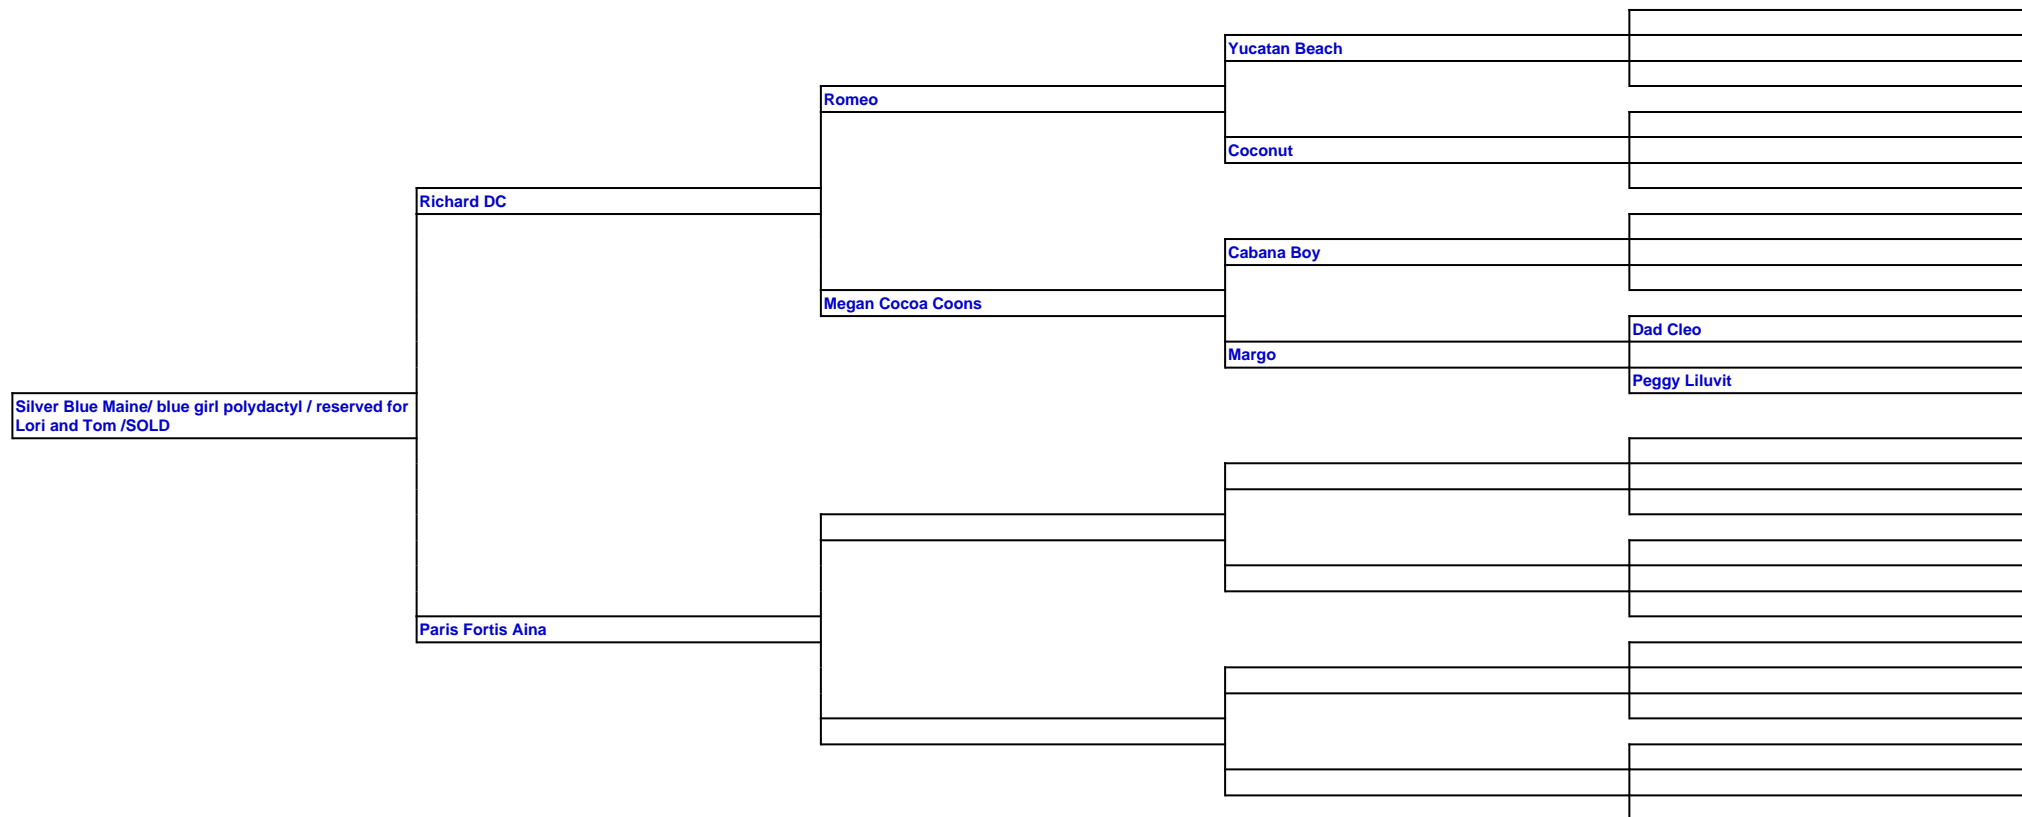 Yucatan Beach
Romeo
Coconut
Richard DC
Cabana Boy
Megan Cocoa Coons
Dad Cleo
Margo
Peggy Liluvit
Silver Blue Maine/ blue girl polydactyl / reserved for
Lori and Tom /SOLD
Paris Fortis Aina